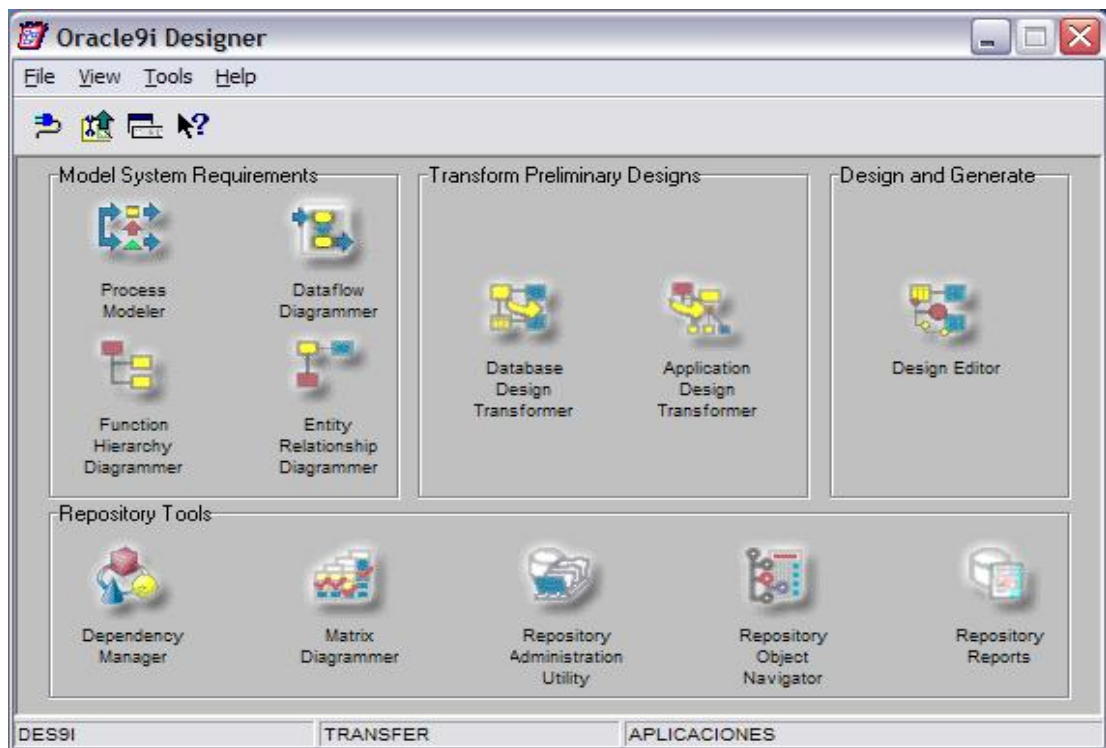 Oracle9i Designer
File View Tools Help
Model System Requirements
Process
Modeler
Dataflow
Diagrammer
Function
Hierarchy
Diagrammer
Entity
Relationship
Diagrammer
Transform Preliminary Designs
Database
Design
Transformer
Application
Design
Transformer
Design and Generate
Design Editor
Repository Tools
Dependency
Manager
Matrix
Diagrammer
Repository
Administration
Utility
Repository
Object
Navigator
Repository
Reports
DES9I TRANSFER APLICACIONES